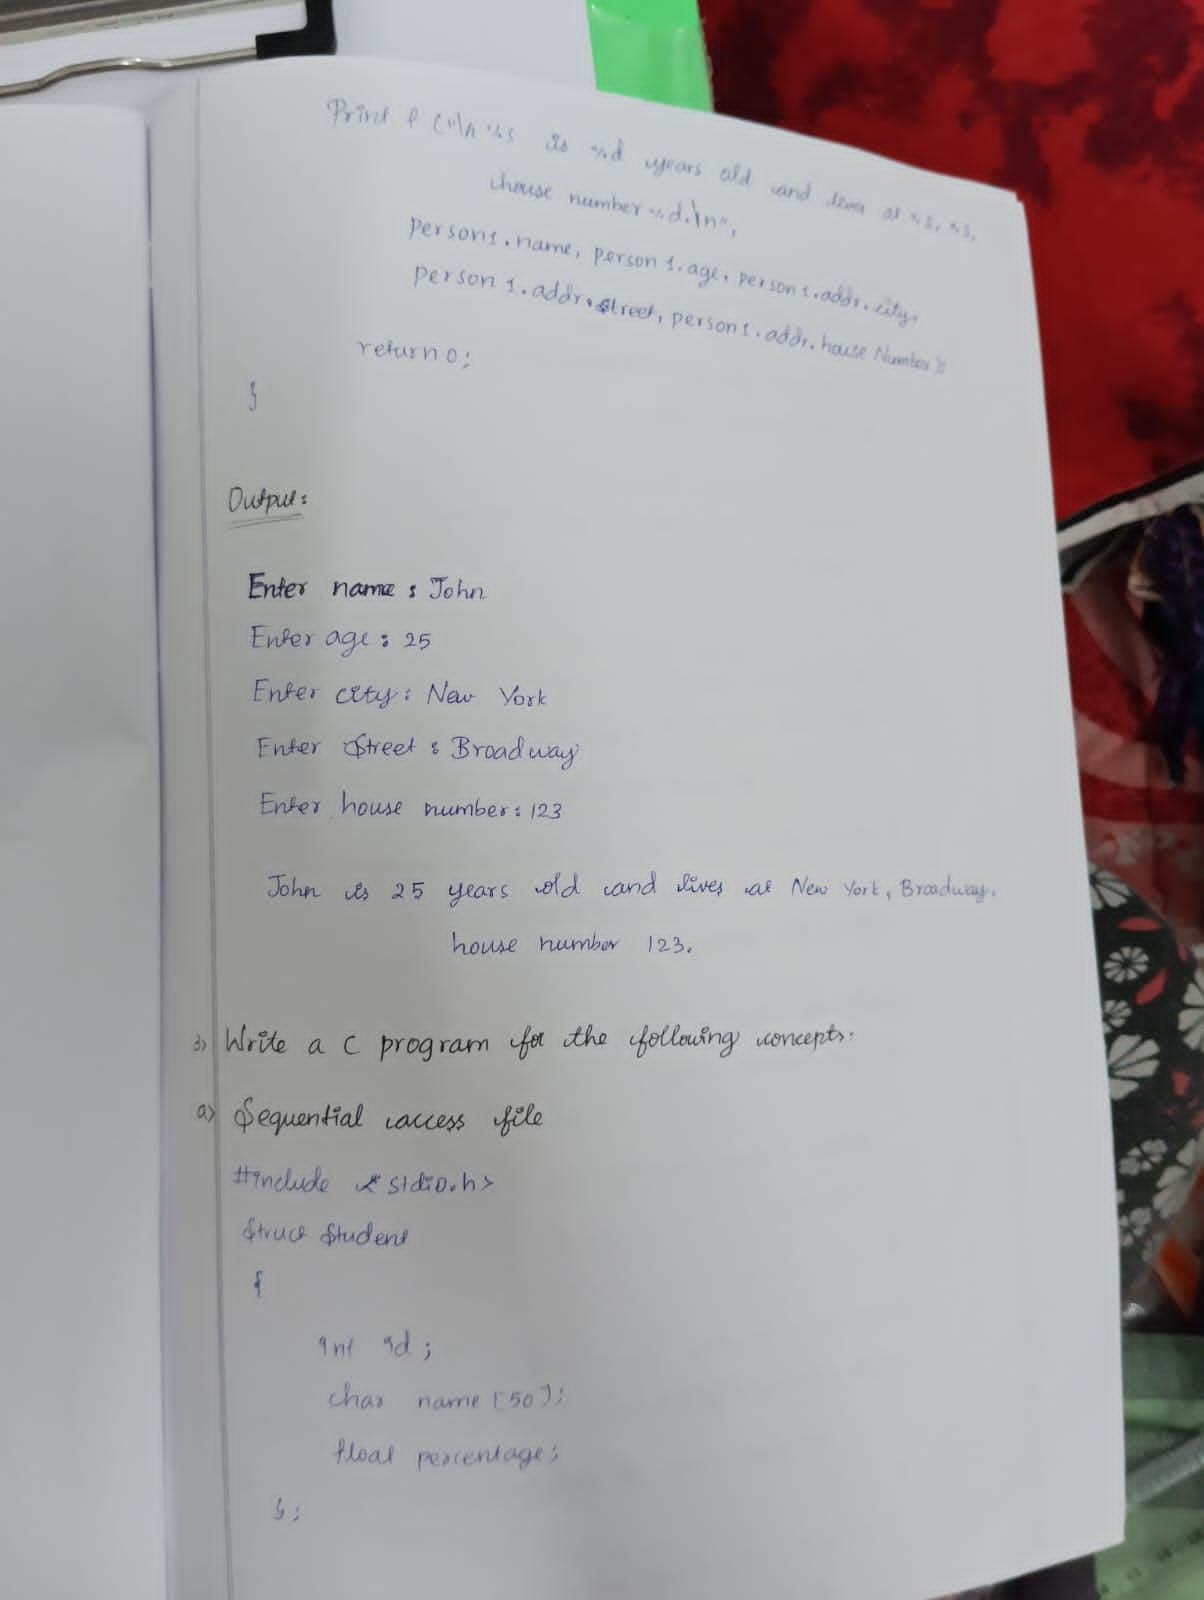 Print f ("\n %s is %d years old and lives at %s, %s,
house number %d.\n",
person1.name, person 1.age, person1.addr.city,
person 1.addr.street, person1.addr.house Number);
return 0;
}
Output:
Enter name : John
Enter age : 25
Enter city : New York
Enter Street : Broadway
Enter house number : 123
John is 25 years old and lives at New York, Broadway,
house number 123.
3) Write a C program for the following concepts.
a) Sequential access file
#include <stdio.h>
Struct Student
{
int id ;
char name [50];
float percentage;
};